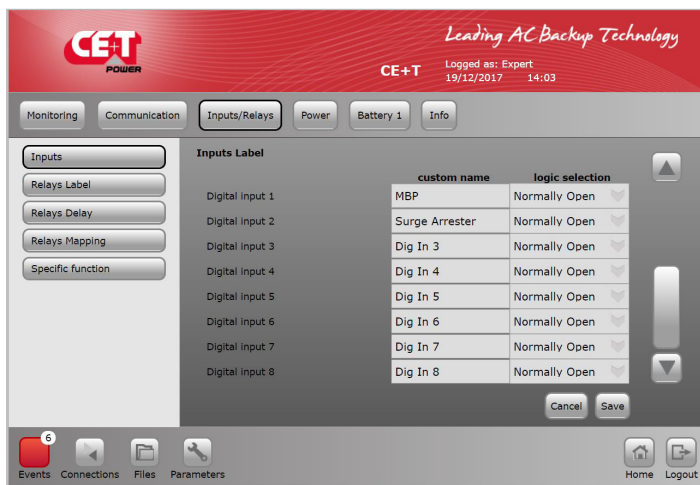 Leading AC Backup Technology
CE+T
POWER
CE+T
Logged as: Expert
19/12/2017 14:03
Monitoring Communication Inputs/Relays Power Battery 1 Info
Inputs
Relays Label
Relays Delay
Relays Mapping
Specific function
Inputs Label
custom name logic selection
Digital input 1 MBP Normally Open
Digital input 2 Surge Arrester Normally Open
Digital input 3 Dig In 3 Normally Open
Digital input 4 Dig In 4 Normally Open
Digital input 5 Dig In 5 Normally Open
Digital input 6 Dig In 6 Normally Open
Digital input 7 Dig In 7 Normally Open
Digital input 8 Dig In 8 Normally Open
Cancel Save
6
Events Connections Files Parameters Home Logout